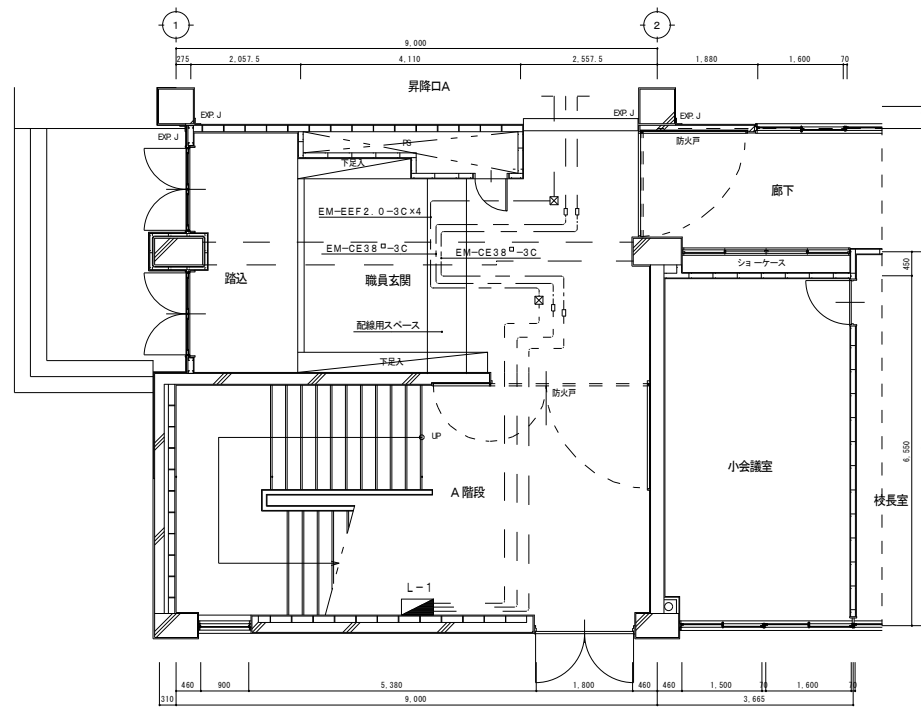 1
2
9,000
275
2,057.5
4,110
2,557.5
1,880
1,600
70
昇降口A
EXP.J
EXP.J
EXP.J
EXP.J
PS
下足入
防火戸
廊下
EM-EEF2.0-3C×4
EM-CE38□-3C
EM-CE38□-3C
ショーケース
450
踏込
職員玄関
配線用スペース
下足入
防火戸
UP
6,550
小会議室
A階段
校長室
L-1
460
900
5,380
1,800
460
460
1,500
70
1,600
70
310
9,000
3,665